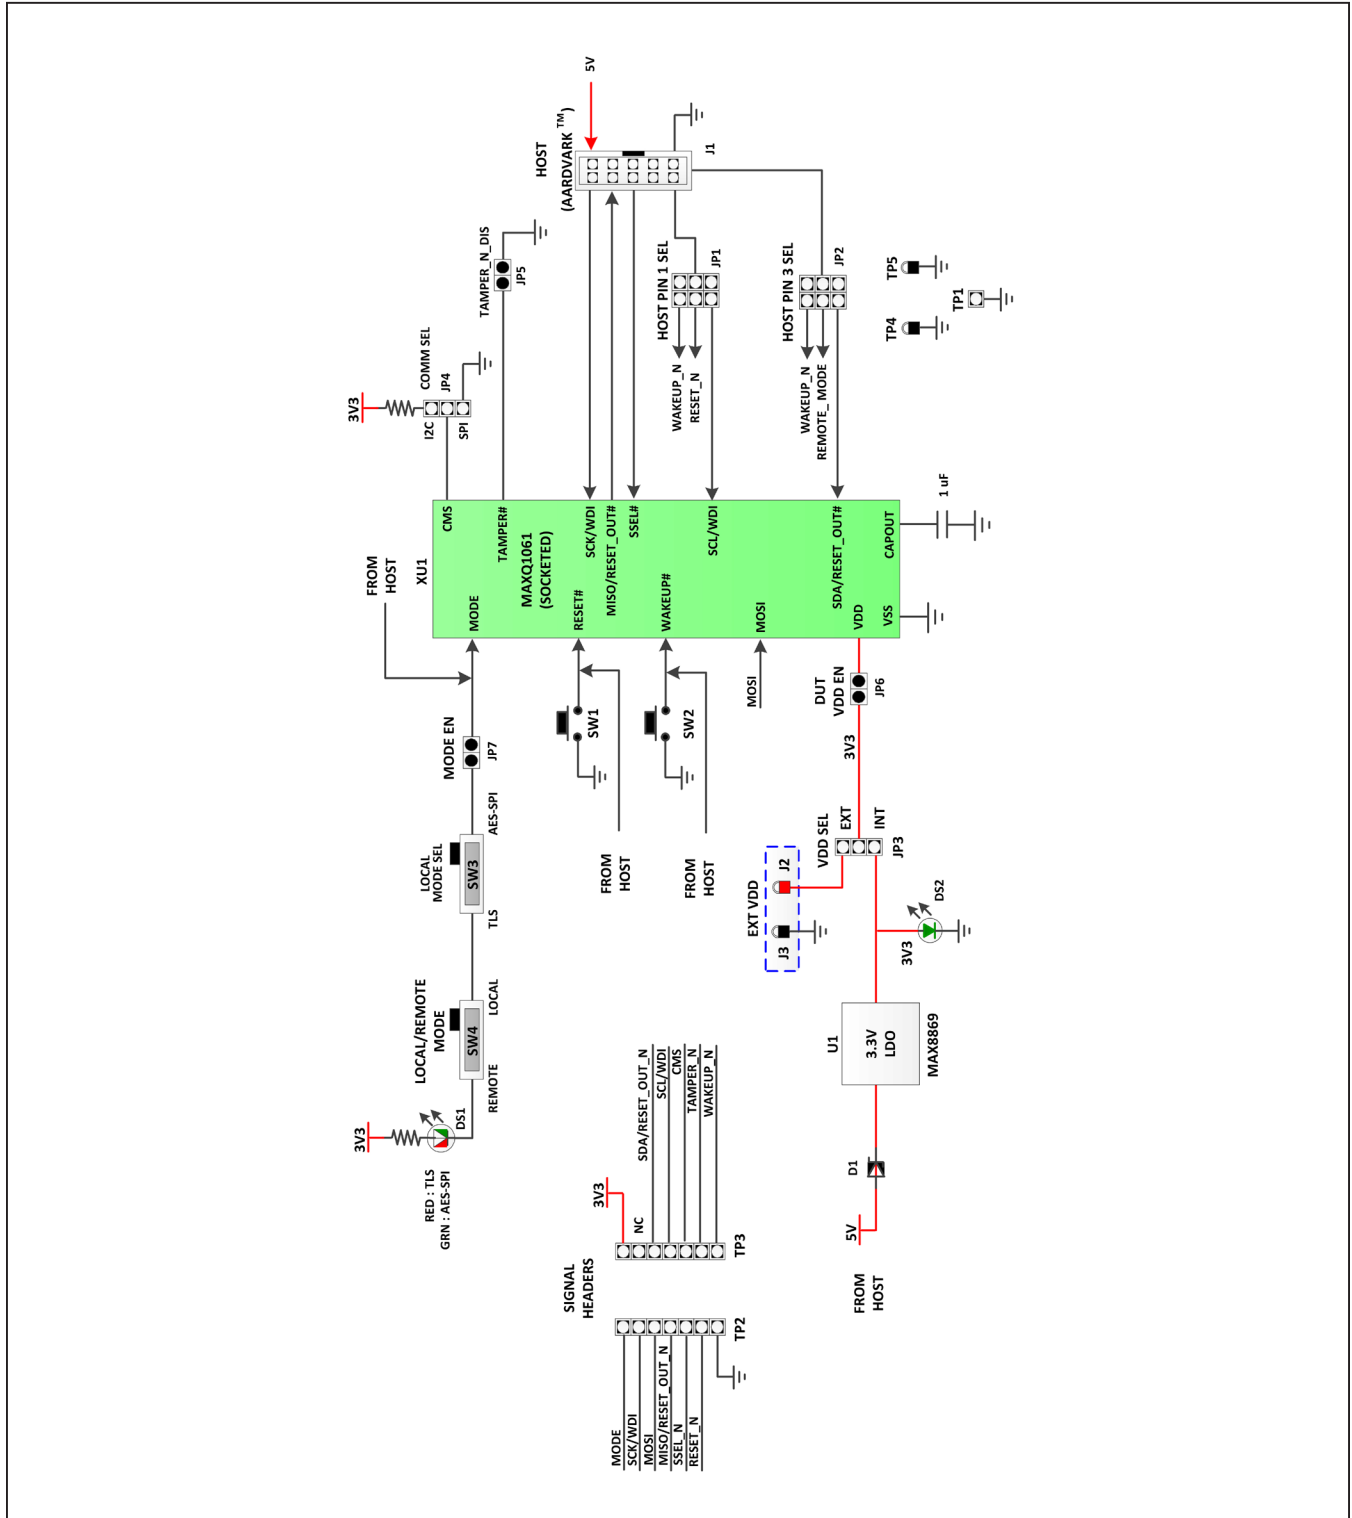 5V
HOST
(AARDVARK ™)
J1
TAMPER_N_DIS
JP5
3V3
COMM SEL
JP4
I2C
SPI
HOST PIN 1 SEL
JP1
WAKEUP_N
RESET_N
HOST PIN 3 SEL
JP2
WAKEUP_N
REMOTE_MODE
TP5
TP4
TP1
FROM
HOST
XU1
MAXQ1061
(SOCKETED)
CMS
TAMPER#
SCK/WDI
MISO/RESET_OUT#
SSEL#
SCL/WDI
SDA/RESET_OUT#
CAPOUT
MODE
RESET#
WAKEUP#
MOSI
VDD
VSS
1 uF
MODE EN
JP7
SW1
SW2
MOSI
DUT
VDD EN
JP6
3V3
FROM
HOST
FROM
HOST
LOCAL
MODE SEL
AES-SPI
SW3
TLS
LOCAL/REMOTE
MODE
LOCAL
SW4
REMOTE
3V3
DS1
RED : TLS
GRN : AES-SPI
VDD SEL
EXT
INT
JP3
EXT VDD
J2
J3
3V3
DS2
U1
3.3V
LDO
MAX8869
D1
5V
FROM
HOST
SIGNAL
HEADERS
3V3
NC
SDA/RESET_OUT_N
SCL/WDI
CMS
TAMPER_N
WAKEUP_N
TP3
TP2
MODE
SCK/WDI
MOSI
MISO/RESET_OUT_N
SSEL_N
RESET_N